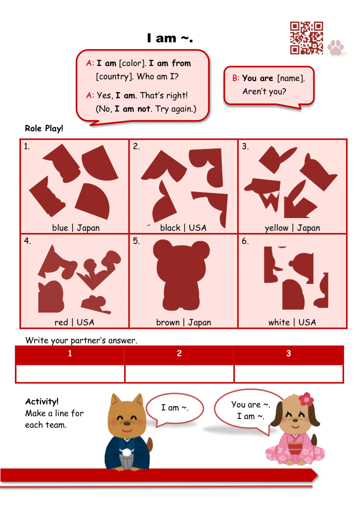 I am ~.
A: I am [color]. I am from
[country]. Who am I?
A: Yes, I am. That's right!
(No, I am not. Try again.)
B: You are [name].
Aren't you?
Role Play!
1.
blue | Japan
2.
black | USA
3.
yellow | Japan
4.
red | USA
5.
brown | Japan
6.
white | USA
Write your partner's answer.
1
2
3
Activity!
Make a line for
each team.
I am ~.
You are ~.
I am ~.